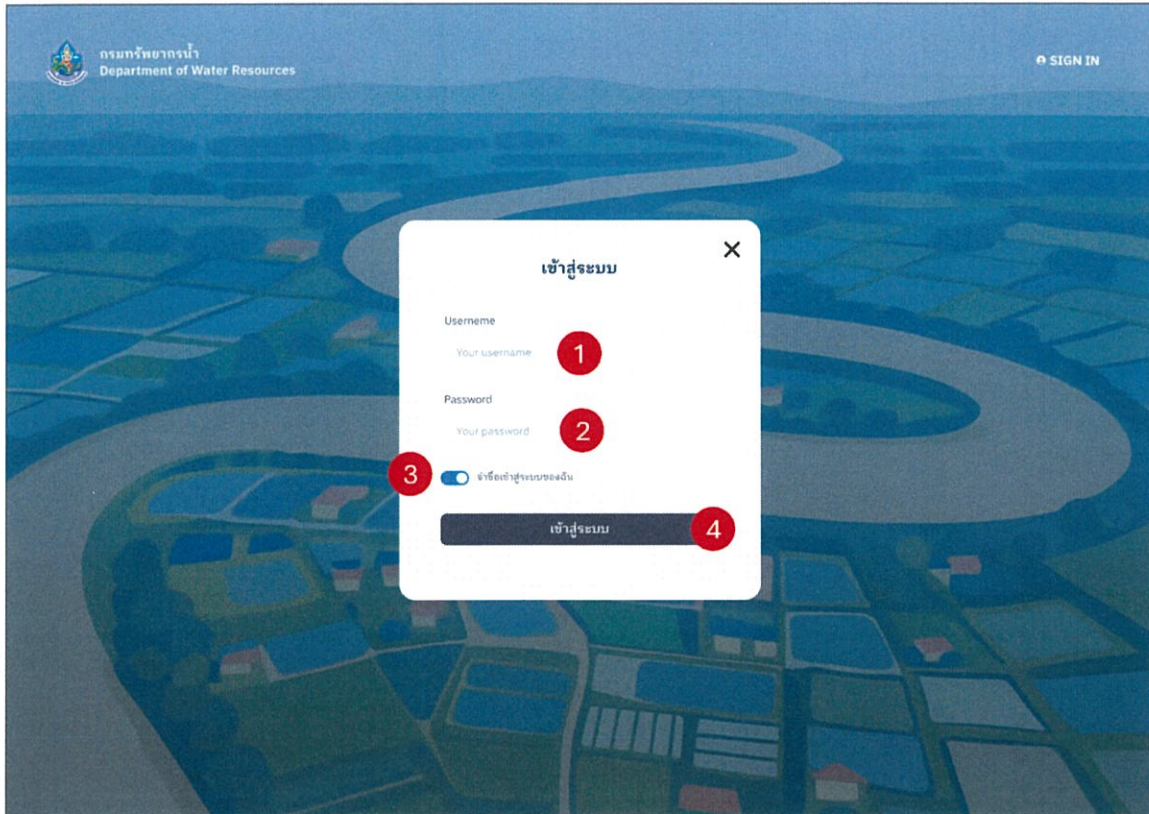 กรมทรัพยากรน้ำ
Department of Water Resources
SIGN IN
เข้าสู่ระบบ
Userneme
Your username
1
Password
Your password
2
3
จำชื่อเข้าสู่ระบบของฉัน
เข้าสู่ระบบ
4